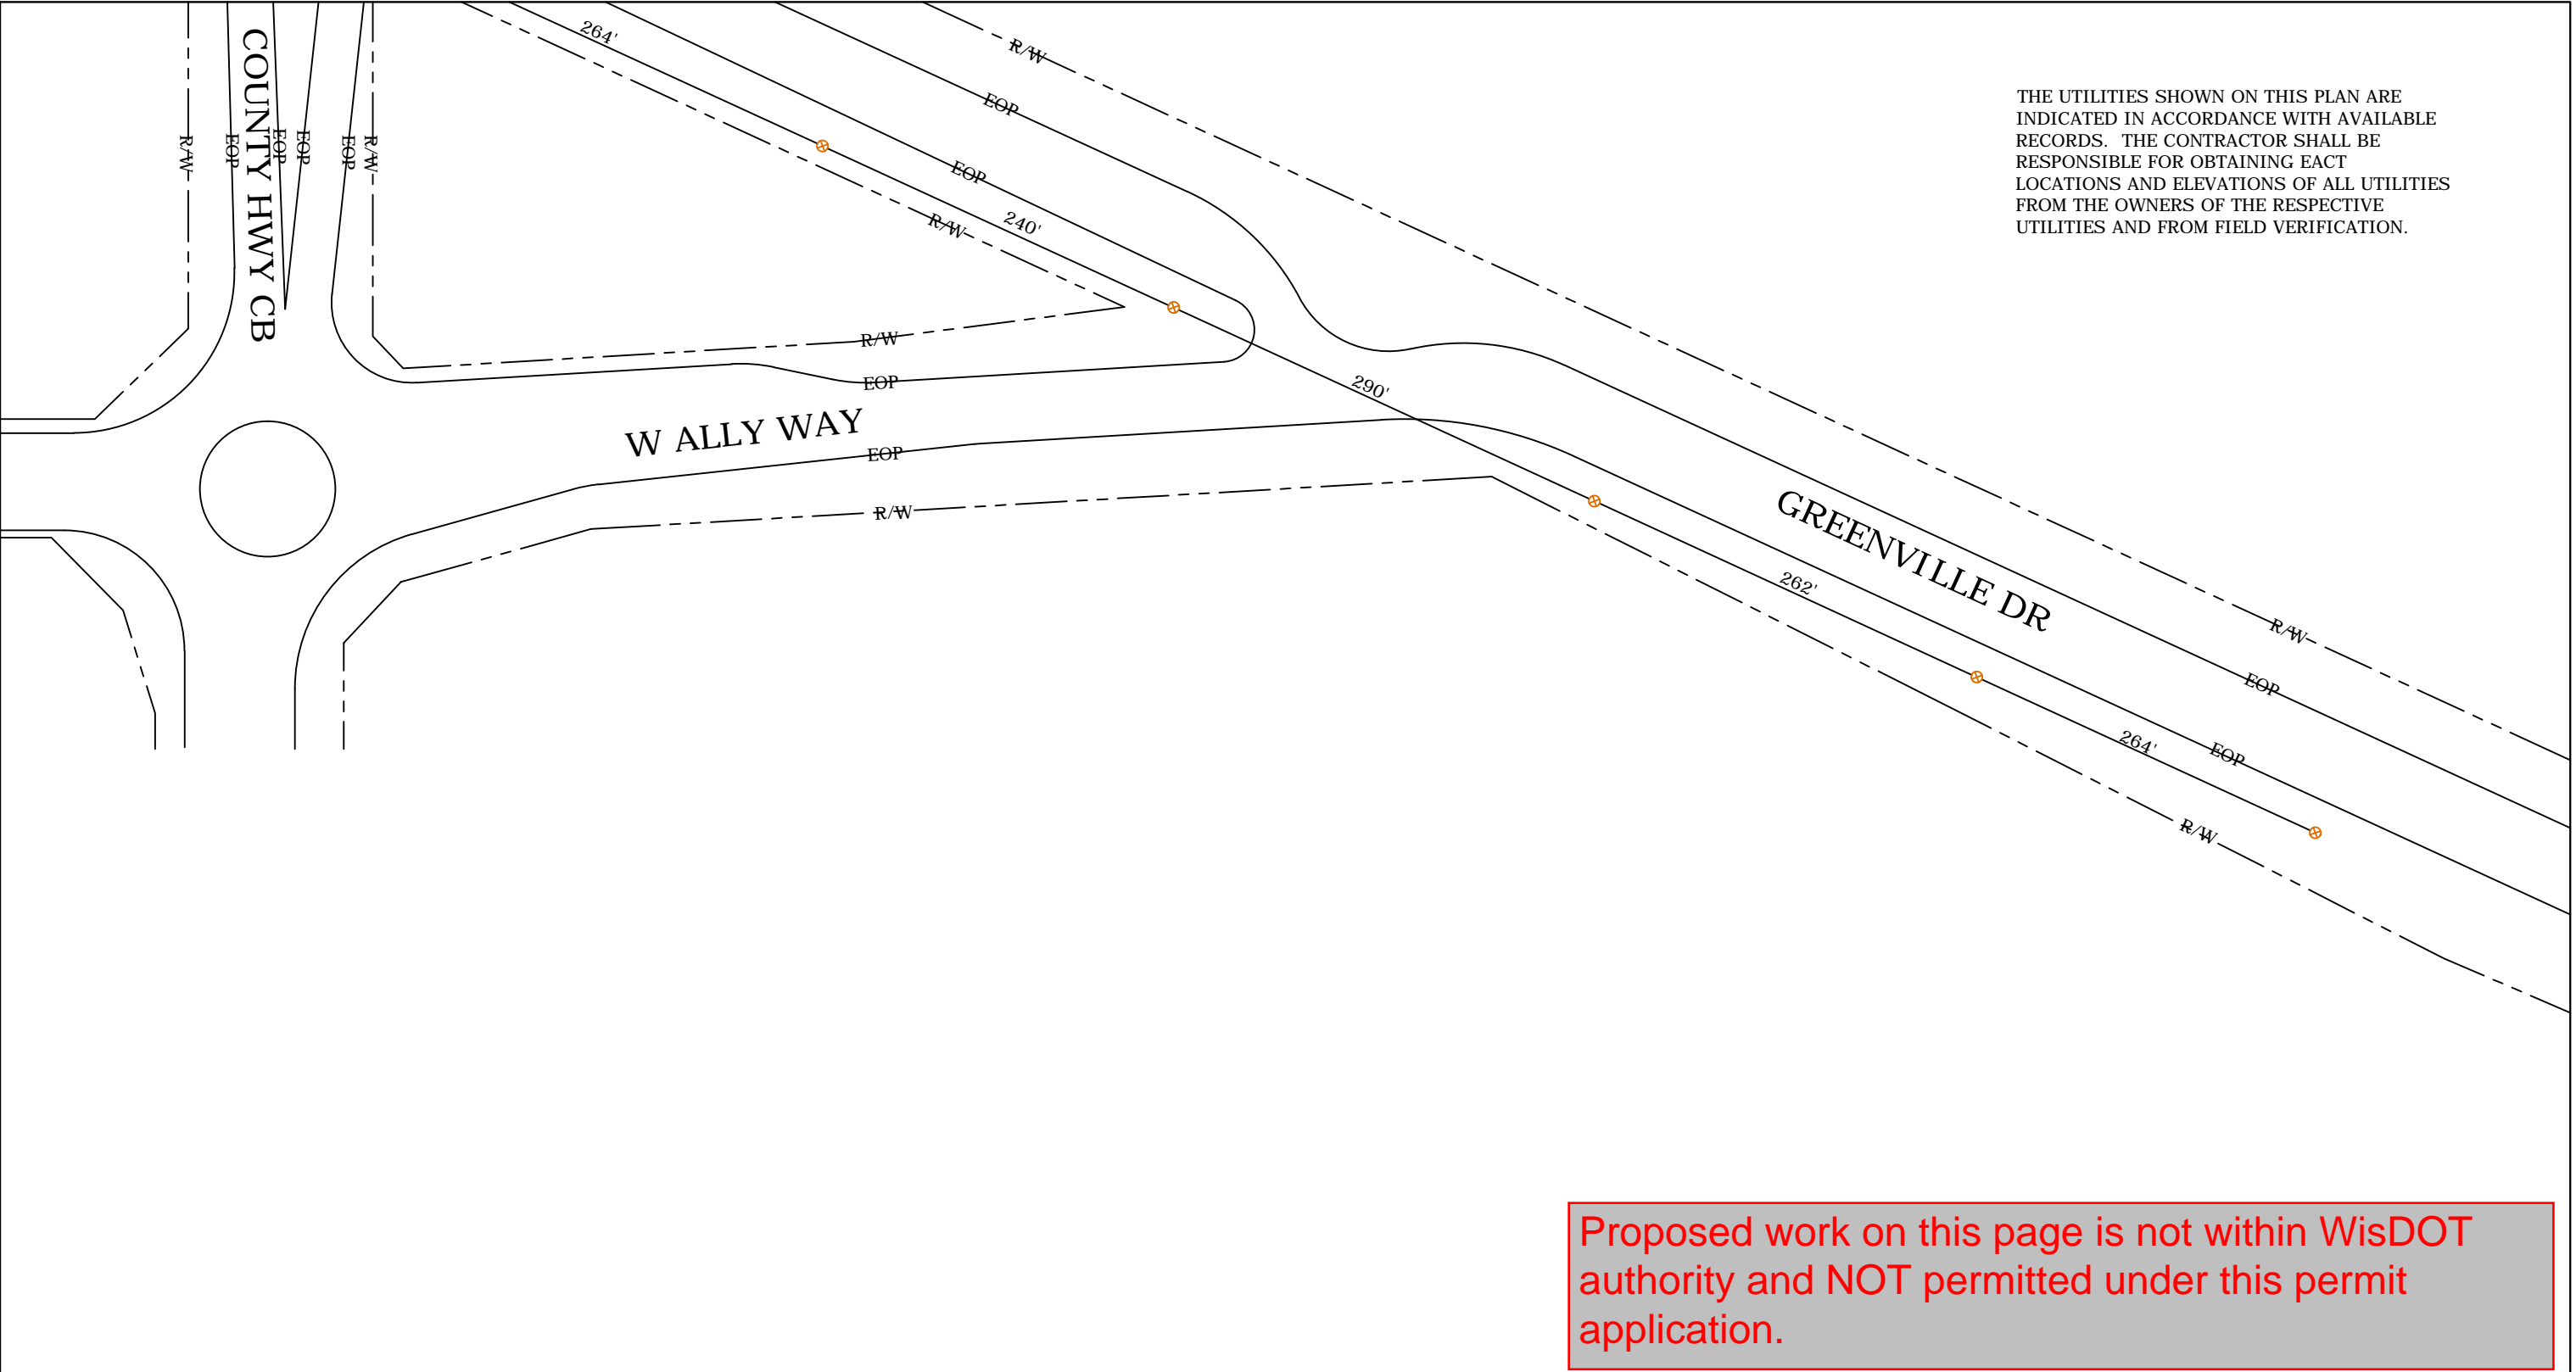 264'
R/W
EOP
THE UTILITIES SHOWN ON THIS PLAN ARE
INDICATED IN ACCORDANCE WITH AVAILABLE
RECORDS.  THE CONTRACTOR SHALL BE
RESPONSIBLE FOR OBTAINING EACT
LOCATIONS AND ELEVATIONS OF ALL UTILITIES
FROM THE OWNERS OF THE RESPECTIVE
UTILITIES AND FROM FIELD VERIFICATION.
COUNTY HWY CB
R/W
EOP
EOP
EOP
EOP
R/W
EOP
R/W
240'
R/W
EOP
290'
W ALLY WAY
EOP
R/W
GREENVILLE DR
262'
R/W
EOP
264'
EOP
R/W
Proposed work on this page is not within WisDOT
authority and NOT permitted under this permit
application.